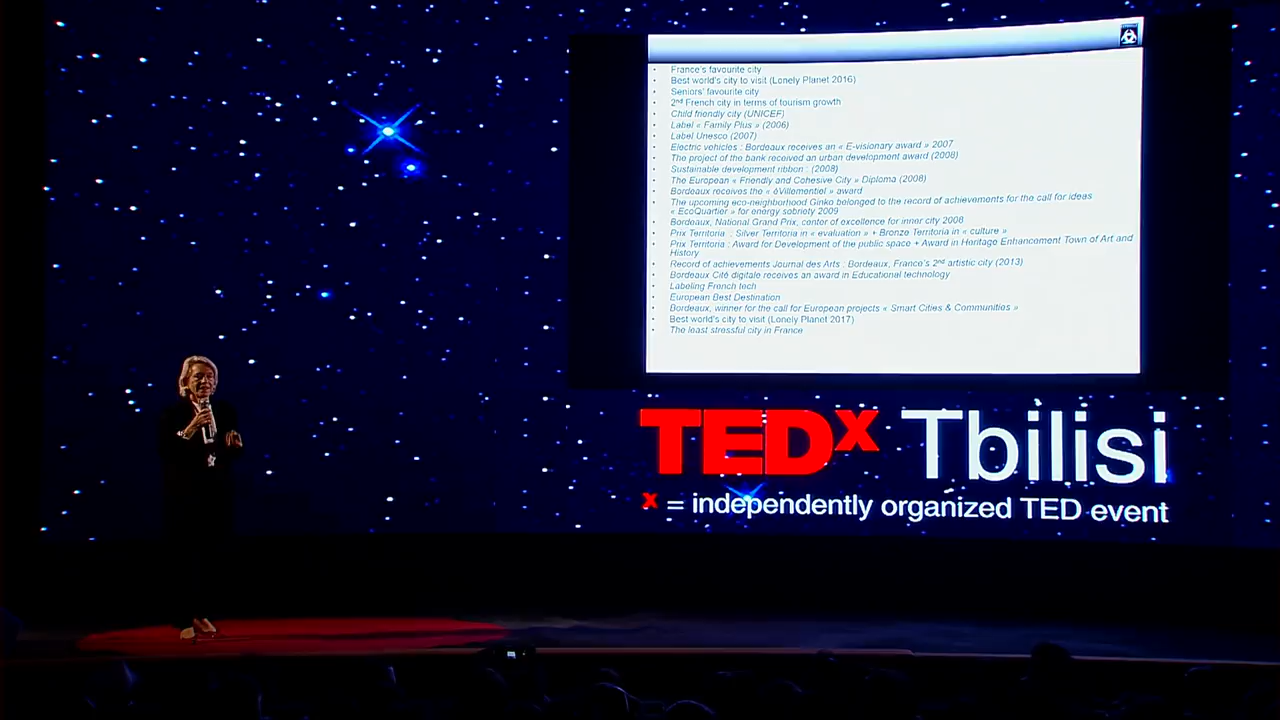 France's favourite city
Best world's city to visit (Lonely Planet 2016)
Seniors' favourite city
2nd French city in terms of tourism growth
Child friendly city (UNICEF)
Label « Family Plus » (2006)
Label Unesco (2007)
Electric vehicles : Bordeaux receives an « E-visionary award » 2007
The project of the bank received an urban development award (2008)
Sustainable development ribbon : (2008)
The European « Friendly and Cohesive City » Diploma (2008)
Bordeaux receives the « éVillementiel » award
The upcoming eco-neighborhood Ginko belonged to the record of achievements for the call for ideas
« EcoQuartier » for energy sobriety 2009
Bordeaux, National Grand Prix, center of excellence for inner city 2008
Prix Territoria : Silver Territoria in « evaluation » + Bronze Territoria in « culture »
Prix Territoria : Award for Development of the public space + Award in Heritage Enhancement Town of Art and
History
Record of achievements Journal des Arts : Bordeaux, France's 2nd artistic city (2013)
Bordeaux Cité digitale receives an award in Educational technology
Labeling French tech
European Best Destination
Bordeaux, winner for the call for European projects « Smart Cities & Communities »
Best world's city to visit (Lonely Planet 2017)
The least stressful city in France
TEDx Tbilisi
x = independently organized TED event